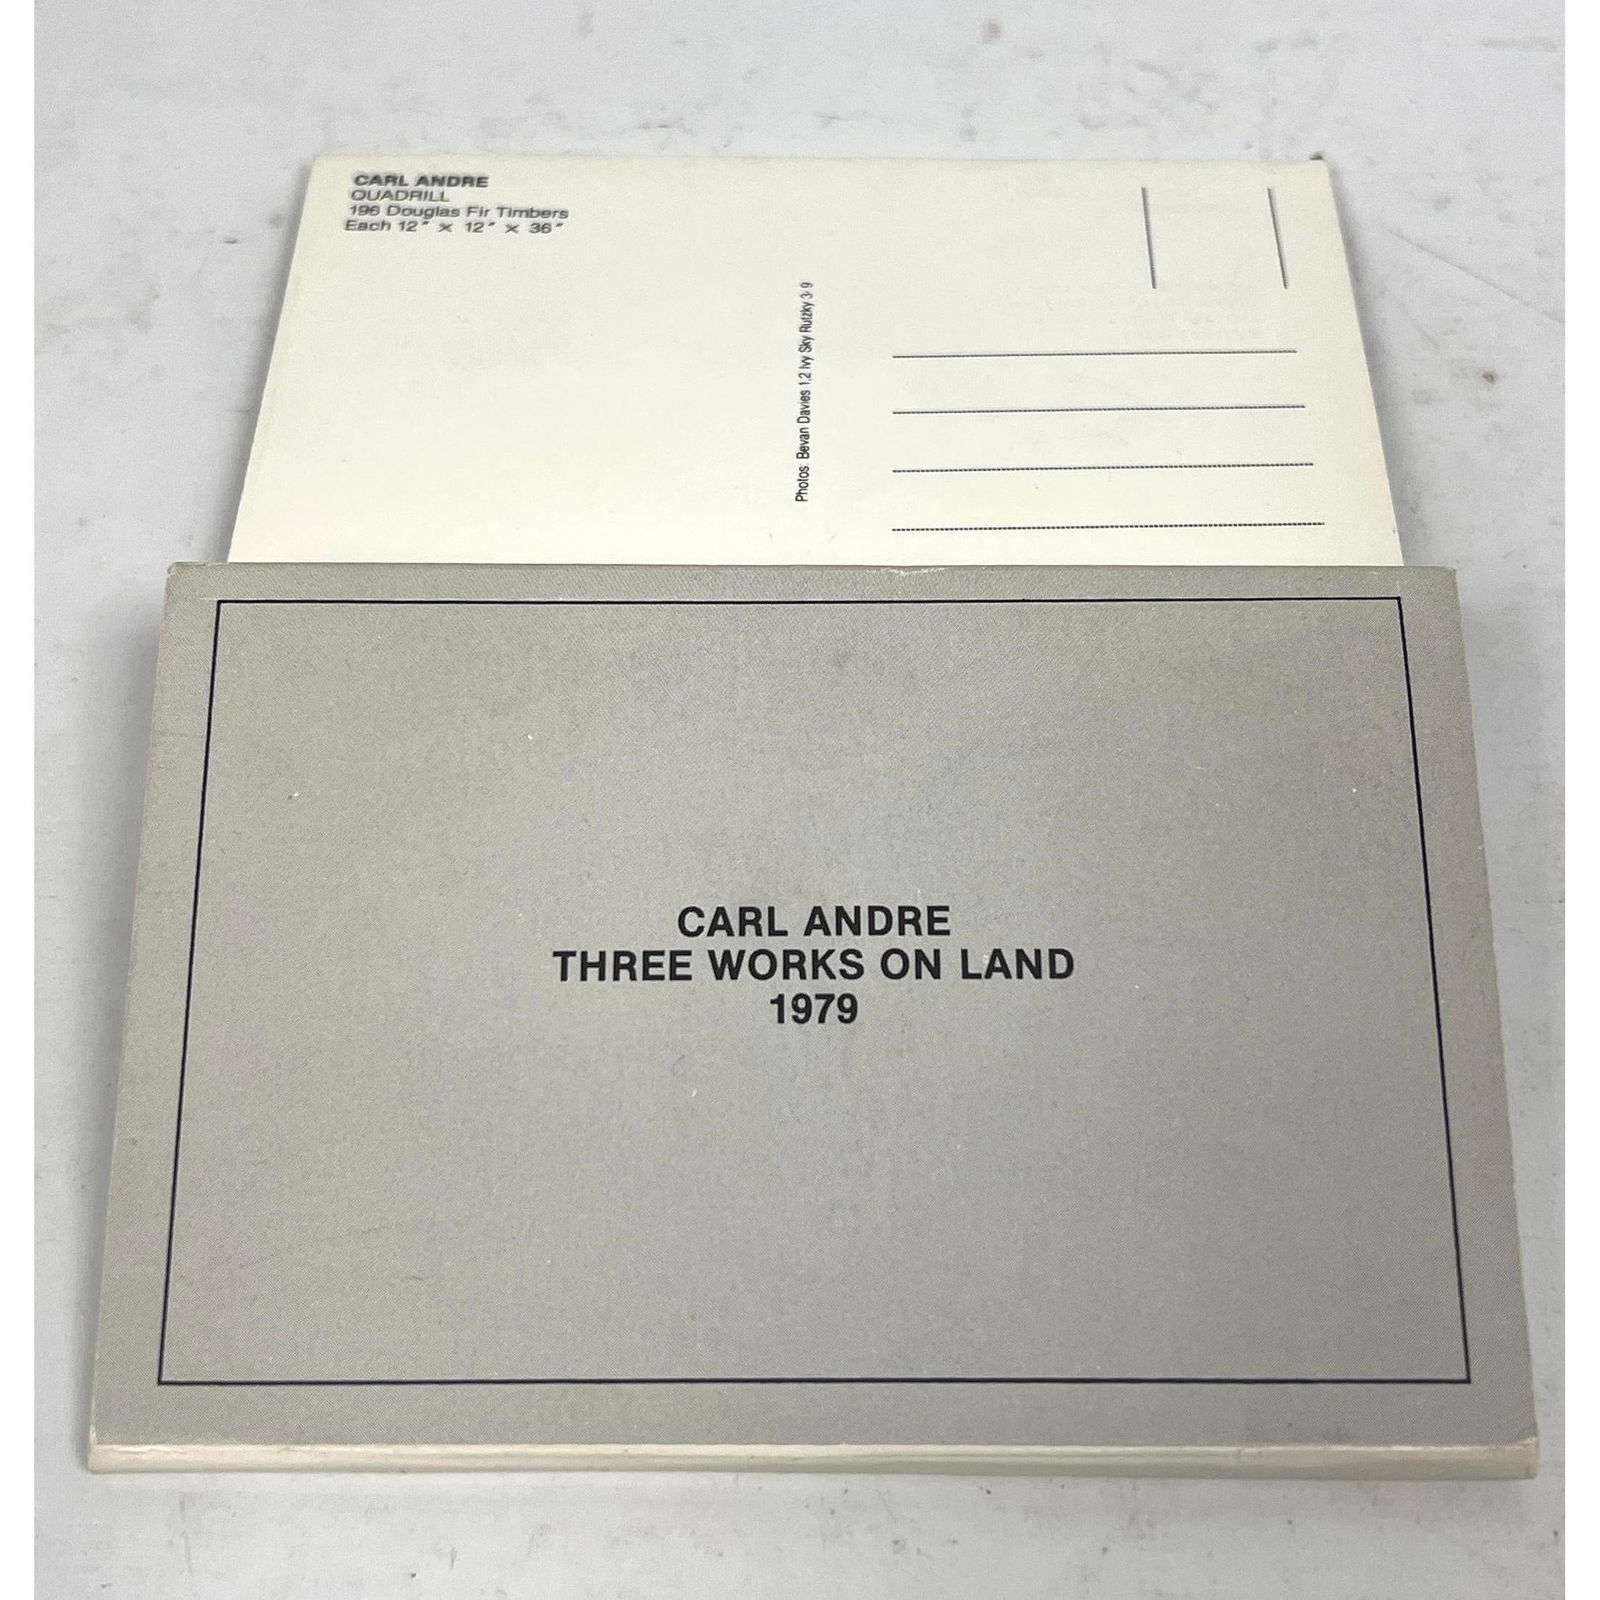 CARL ANDRE
QUADRILL
196 Douglas Fir Timbers
Each 12" x 12" x 36"
Photos: Bevan Davies 1,2 Ivy Sky Rutzky 3-9
CARL ANDRE
THREE WORKS ON LAND
1979